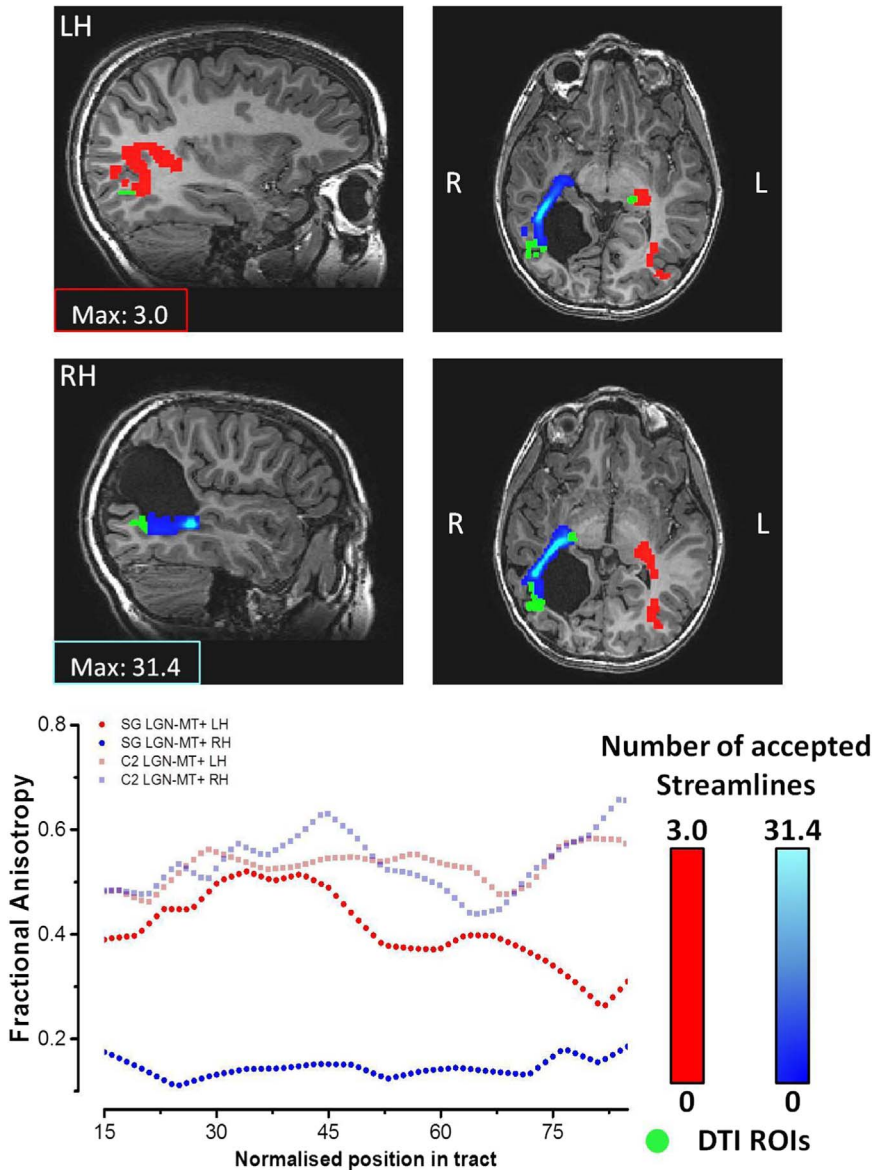 LH
R
L
Max: 3.0
RH
R
L
Max: 31.4
0.8
0.6
0.4
0.2
Fractional Anisotropy
SG LGN-MT+ LH
SG LGN-MT+ RH
C2 LGN-MT+ LH
C2 LGN-MT+ RH
15
30
45
60
75
Normalised position in tract
Number of accepted
Streamlines
3.0
31.4
0
0
DTI ROIs